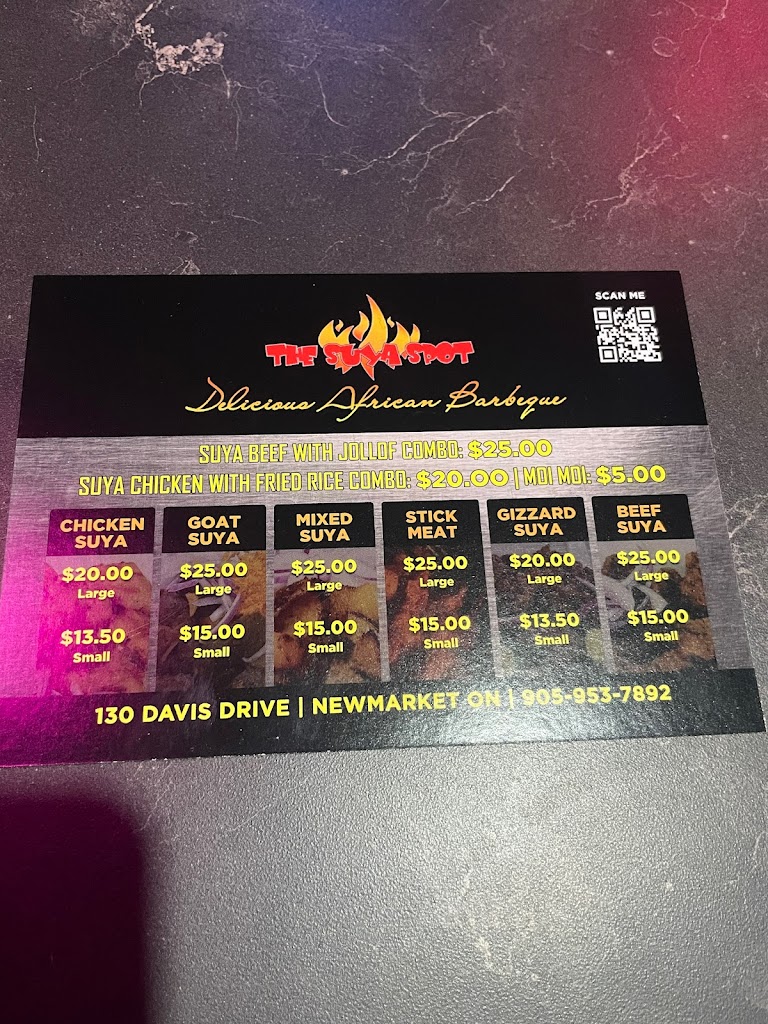 SCAN ME
THE SUYA SPOT
Delicious African Barbeque
SUYA BEEF WITH JOLLOF COMBO: $25.00
SUYA CHICKEN WITH FRIED RICE COMBO: $20.00 | MOI MOI: $5.00
CHICKEN
SUYA
$20.00
Large
$13.50
Small
GOAT
SUYA
$25.00
Large
$15.00
Small
MIXED
SUYA
$25.00
Large
$15.00
Small
STICK
MEAT
$25.00
Large
$15.00
Small
GIZZARD
SUYA
$20.00
Large
$13.50
Small
BEEF
SUYA
$25.00
Large
$15.00
Small
130 DAVIS DRIVE | NEWMARKET ON | 905-953-7892